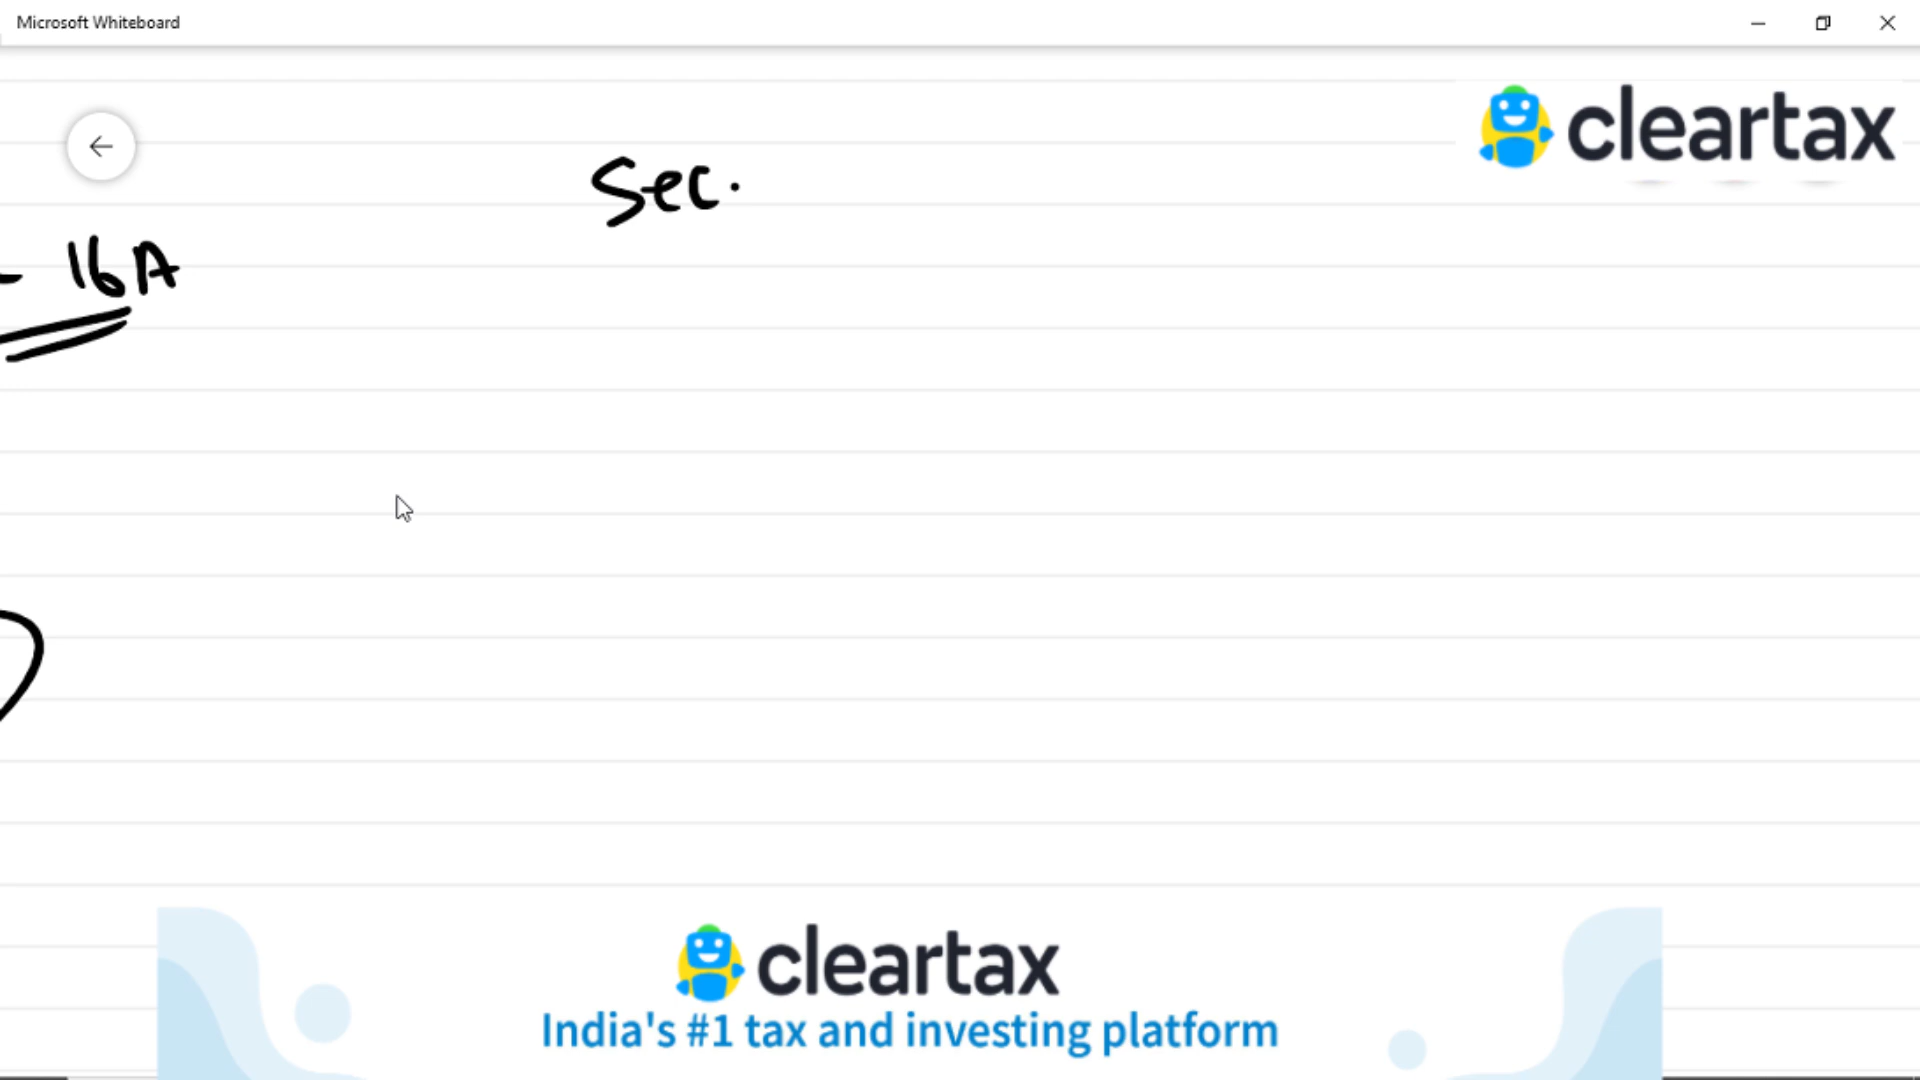 Microsoft Whiteboard
cleartax
Sec.
- 16A
cleartax
India's #1 tax and investing platform